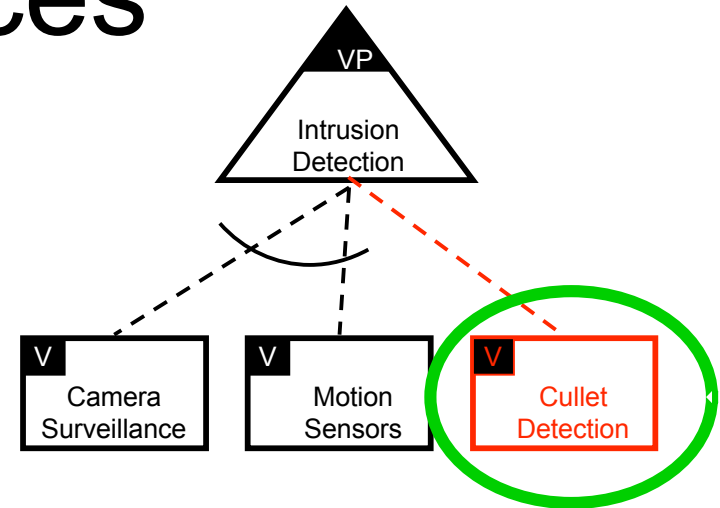 ces
VP
Intrusion
Detection
V
Camera
Surveillance
V
Motion
Sensors
V
Cullet
Detection